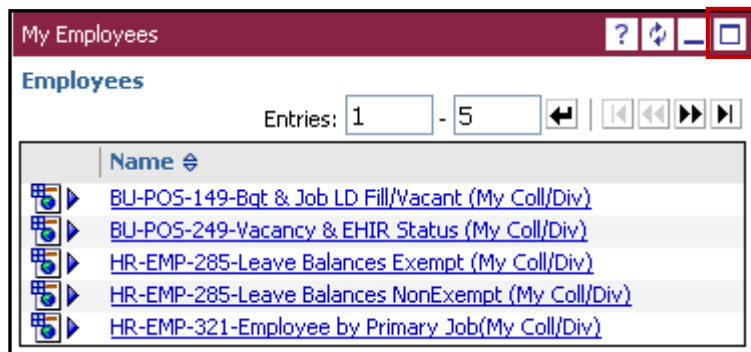 My Employees ?
Employees
Entries: 1 - 5
Name
BU-POS-149-Bqt & Job LD Fill/Vacant (My Coll/Div)
BU-POS-249-Vacancy & EHIR Status (My Coll/Div)
HR-EMP-285-Leave Balances Exempt (My Coll/Div)
HR-EMP-285-Leave Balances NonExempt (My Coll/Div)
HR-EMP-321-Employee by Primary Job(My Coll/Div)